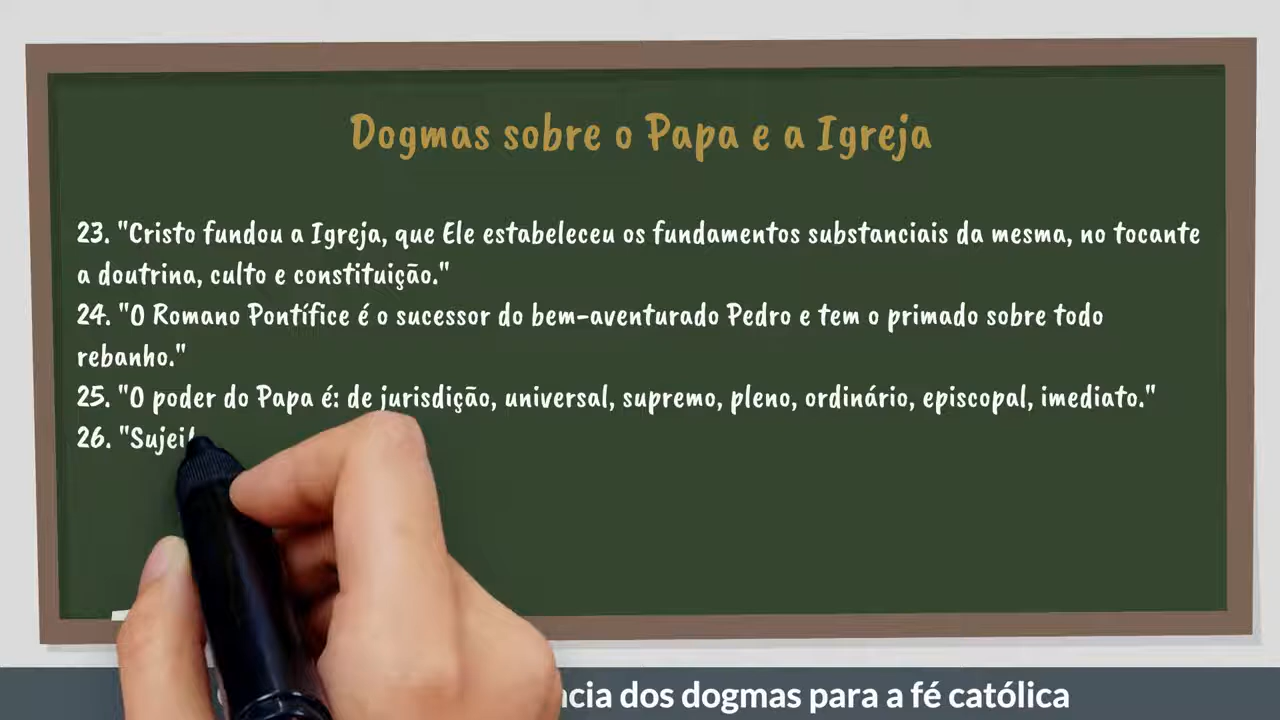 Dogmas sobre o Papa e a Igreja
23. "Cristo fundou a Igreja, que Ele estabeleceu os fundamentos substanciais da mesma, no tocante
a doutrina, culto e constituição."
24. "O Romano Pontífice é o sucessor do bem-aventurado Pedro e tem o primado sobre todo
rebanho."
25. "O poder do Papa é: de jurisdição, universal, supremo, pleno, ordinário, episcopal, imediato."
26.
dos dogmas para a fé católica